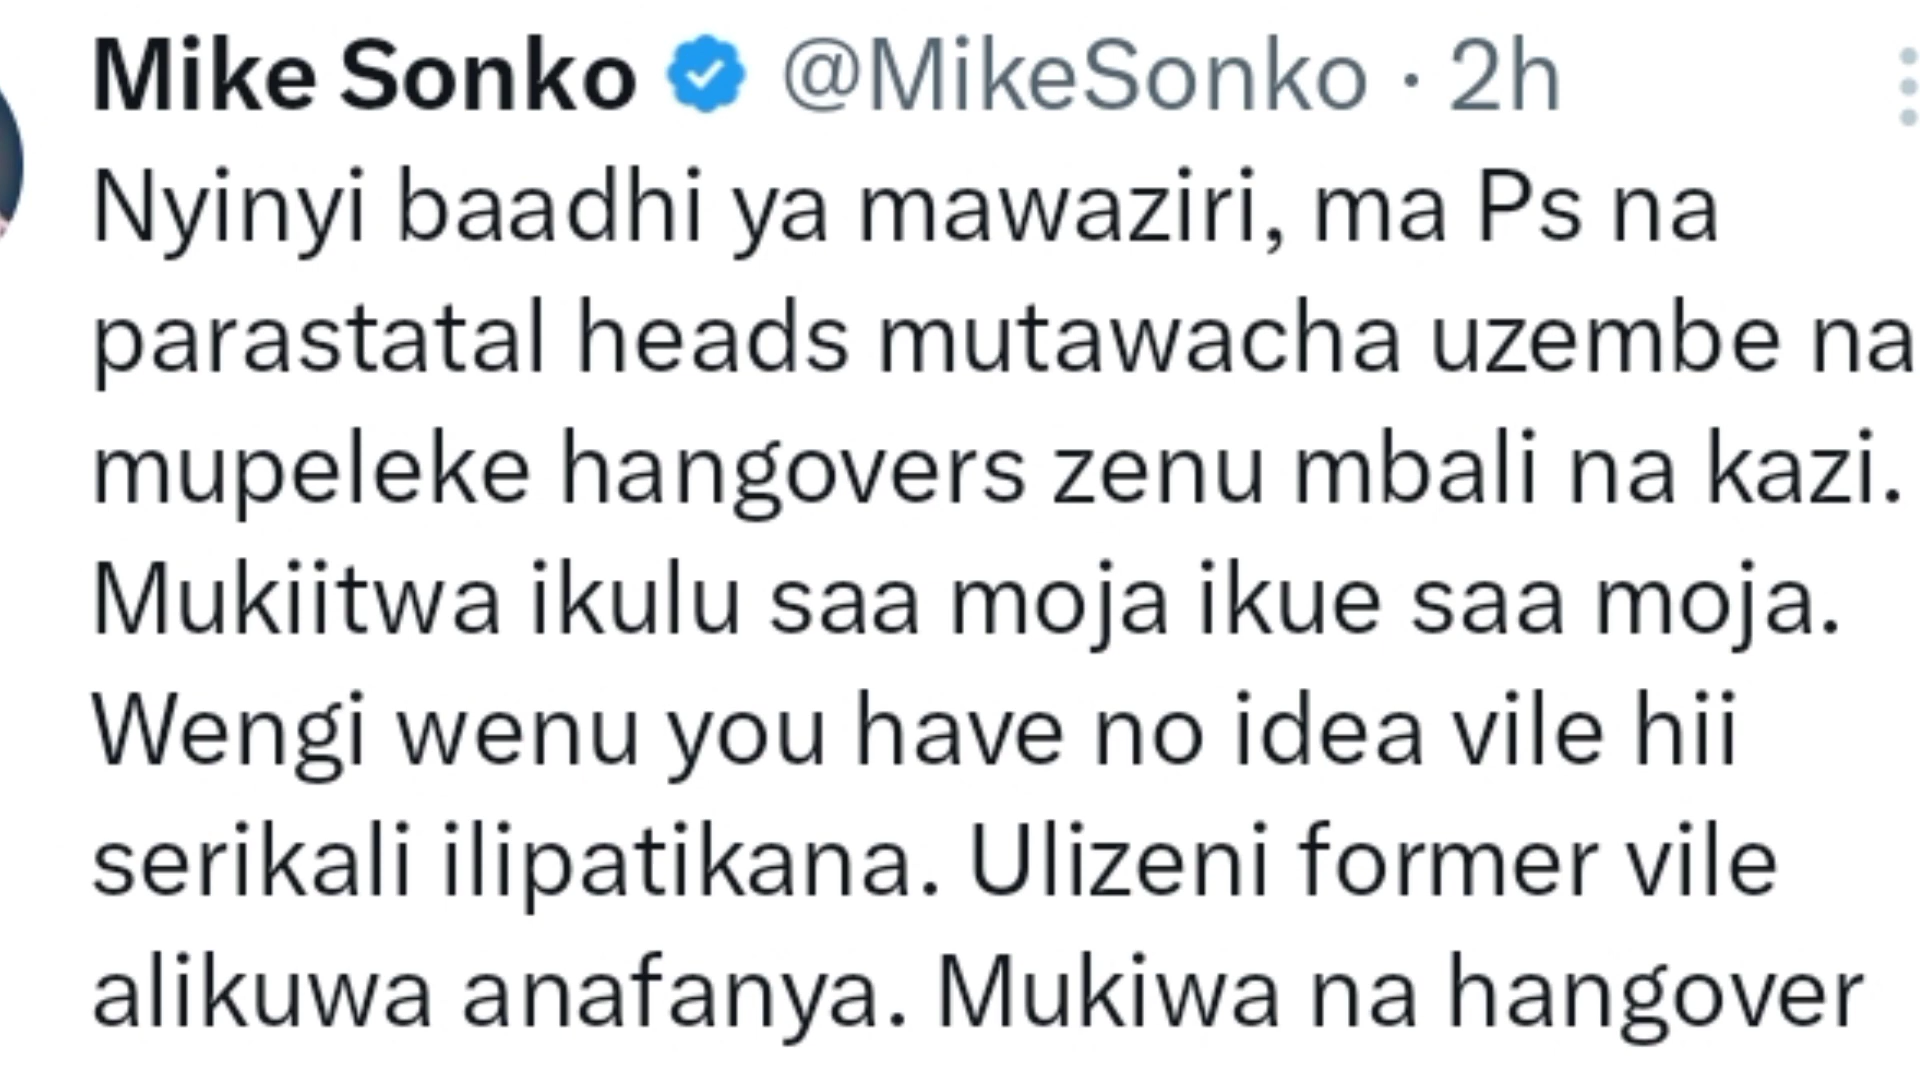 Mike Sonko @MikeSonko · 2h
Nyinyi baadhi ya mawaziri, ma Ps na
parastatal heads mutawacha uzembe na
mupeleke hangovers zenu mbali na kazi.
Mukiitwa ikulu saa moja ikue saa moja.
Wengi wenu you have no idea vile hii
serikali ilipatikana. Ulizeni former vile
alikuwa anafanya. Mukiwa na hangover